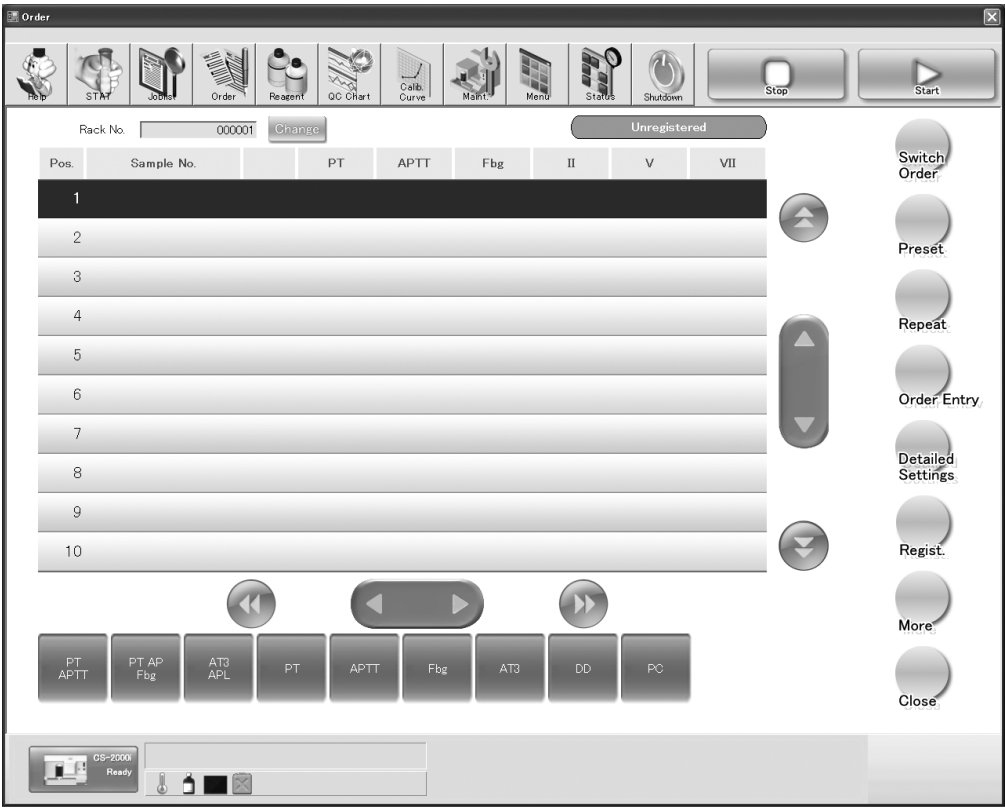 Order
Help
STAT
Joblist
Order
Reagent
QC Chart
Calib.
Curve
Maint.
Menu
Status
Shutdown
Stop
Start
Rack No. 000001 Change Unregistered
Pos. Sample No. PT APTT Fbg II V VII
1
2
3
4
5
6
7
8
9
10
Switch
Order
Preset
Repeat
Order Entry
Detailed
Settings
Regist.
More
Close
PT
APTT
PT AP
Fbg
AT3
APL
PT
APTT
Fbg
AT3
DD
PC
CS-2000i
Ready